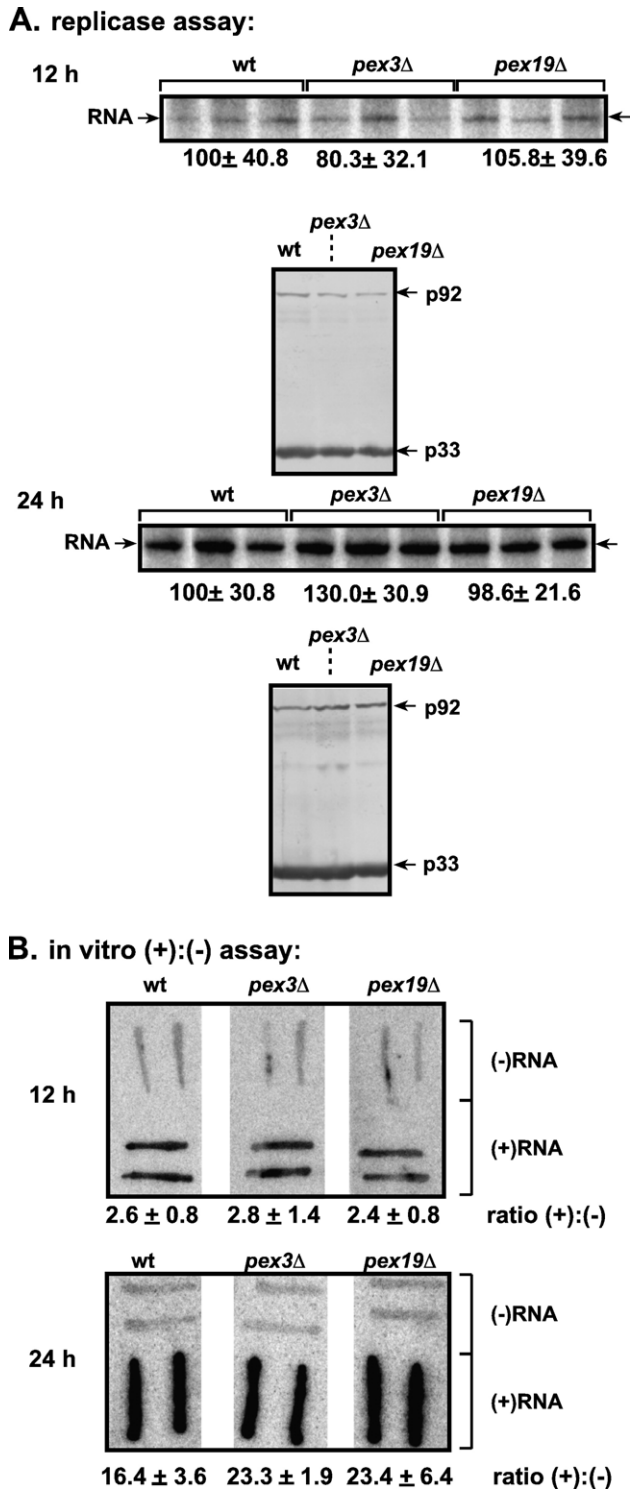 A. replicase assay:
12 h
wt pex3Δ pex19Δ
RNA
100± 40.8 80.3± 32.1 105.8± 39.6
pex3Δ
wt pex19Δ
p92
p33
24 h
wt pex3Δ pex19Δ
RNA
100± 30.8 130.0± 30.9 98.6± 21.6
pex3Δ
wt pex19Δ
p92
p33
B. in vitro (+):(-) assay:
wt pex3Δ pex19Δ
(-)RNA
12 h
(+)RNA
2.6 ± 0.8 2.8 ± 1.4 2.4 ± 0.8 ratio (+):(-)
wt pex3Δ pex19Δ
(-)RNA
24 h
(+)RNA
16.4 ± 3.6 23.3 ± 1.9 23.4 ± 6.4 ratio (+):(-)